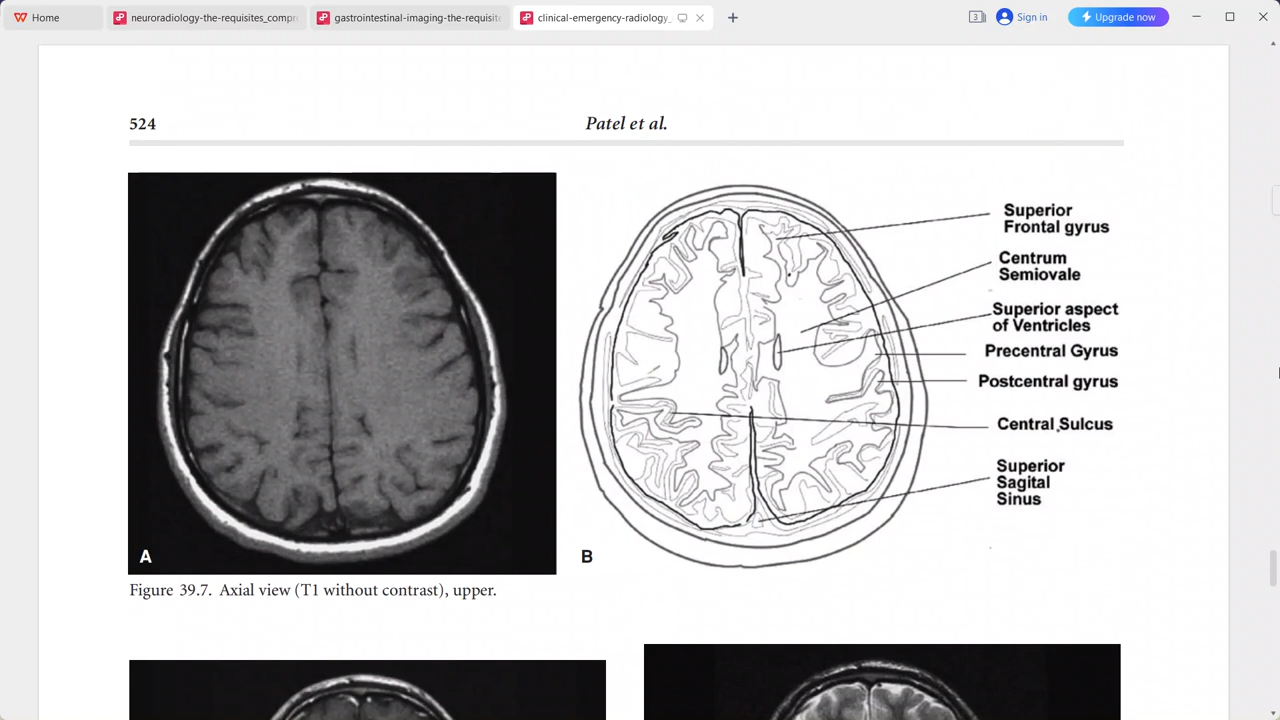 Home
neuroradiology-the-requisites_compr
gastrointestinal-imaging-the-requisite
clinical-emergency-radiology_
3
Sign in
Upgrade now
524
Patel et al.
Superior
Frontal gyrus
Centrum
Semiovale
Superior aspect
of Ventricles
Precentral Gyrus
Postcentral gyrus
Central Sulcus
Superior
Sagital
Sinus
A
B
Figure 39.7. Axial view (T1 without contrast), upper.